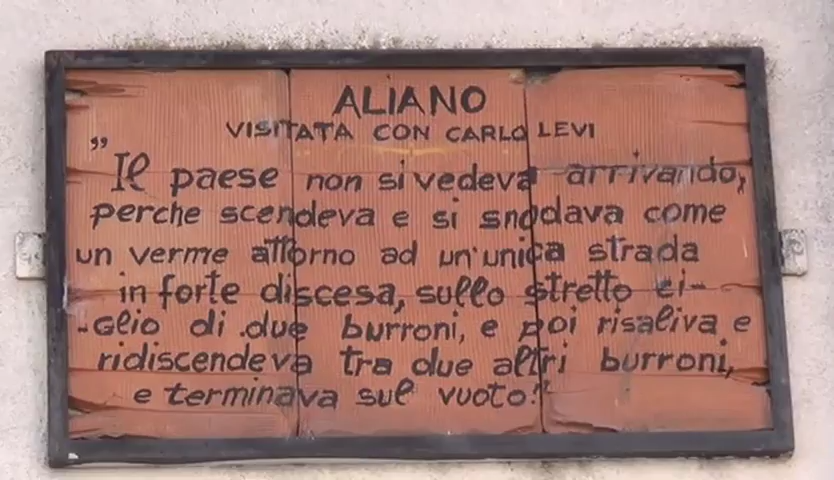 ALIANO
VISITATA CON CARLO LEVI
” Il paese non si vedeva arrivando,
perche scendeva e si snodava come
un verme attorno ad un'unica strada
in forte discesa, sullo stretto ci-
-glio di due burroni, e poi risaliva e
ridiscendeva tra due altri burroni,
e terminava sul vuoto.”